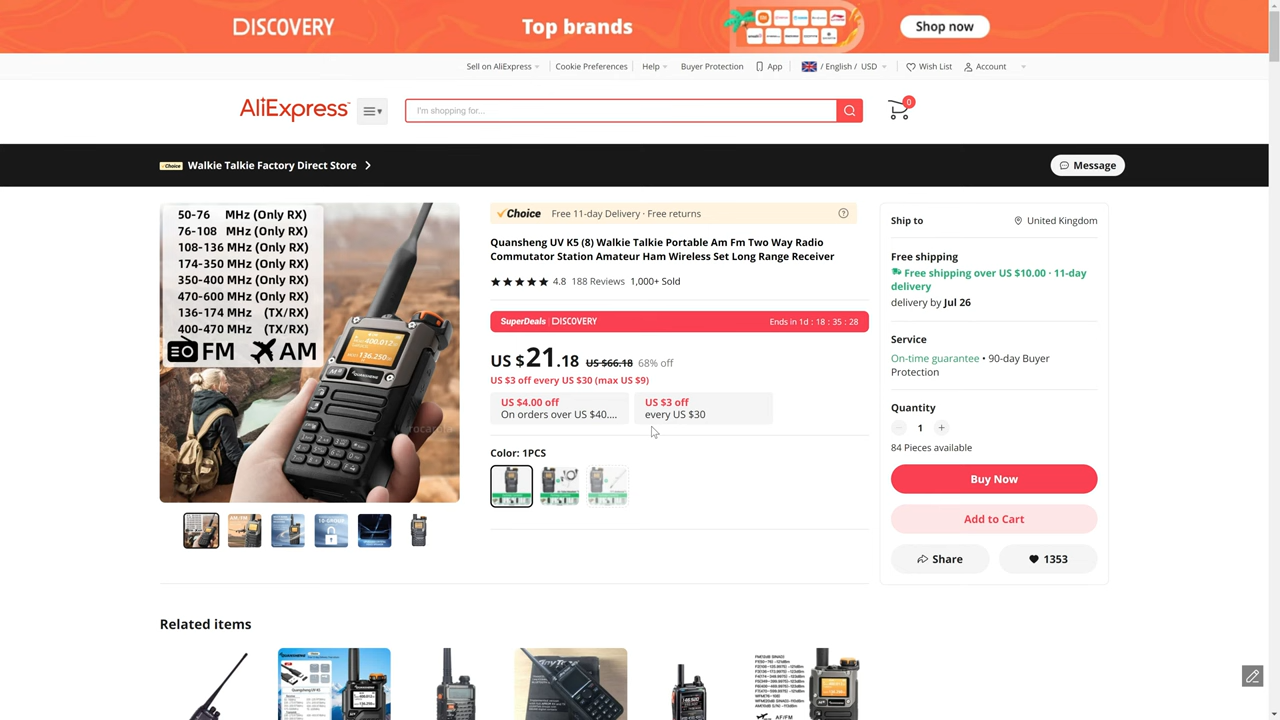 DISCOVERY
Top brands
Shop now
Sell on AliExpress
Cookie Preferences
Help
Buyer Protection
App
/ English / USD
Wish List
Account
AliExpress
I'm shopping for...
0
Choice
Walkie Talkie Factory Direct Store
Message
50-76 MHz (Only RX)
76-108 MHz (Only RX)
108-136 MHz (Only RX)
174-350 MHz (Only RX)
350-400 MHz (Only RX)
470-600 MHz (Only RX)
136-174 MHz (TX/RX)
400-470 MHz (TX/RX)
FM AM
400.012
136.250
QUANSHENG
Choice Free 11-day Delivery · Free returns
Quansheng UV K5 (8) Walkie Talkie Portable Am Fm Two Way Radio
Commutator Station Amateur Ham Wireless Set Long Range Receiver
4.8 188 Reviews 1,000+ Sold
SuperDeals | DISCOVERY
Ends in 1d : 18 : 35 : 28
US $21.18 US $66.18 68% off
US $3 off every US $30 (max US $9)
US $4.00 off
On orders over US $40....
US $3 off
every US $30
Color: 1PCS
Ship to
United Kingdom
Free shipping
Free shipping over US $10.00 · 11-day
delivery
delivery by Jul 26
Service
On-time guarantee • 90-day Buyer
Protection
Quantity
- 1 +
84 Pieces available
Buy Now
Add to Cart
Share
1353
Related items
AF/FM